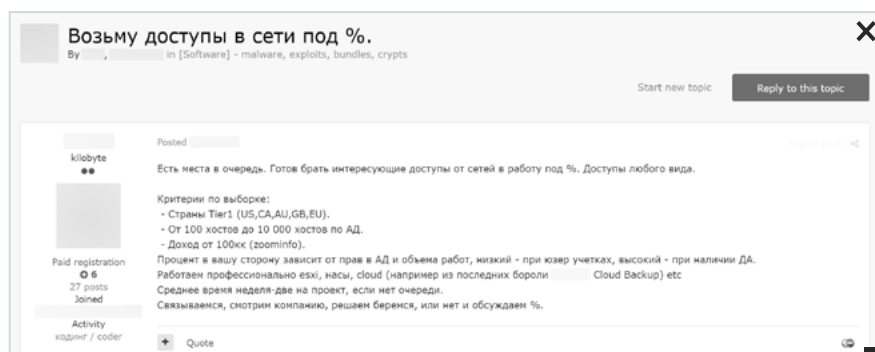 Возьму доступы в сети под %.
By , in [Software] - malware, exploits, bundles, crypts
Start new topic
Reply to this topic
kilobyte
Paid registration
6
27 posts
Joined
Activity
кодинг / coder
Posted
Есть места в очередь. Готов брать интересующие доступы от сетей в работу под %. Доступы любого вида.
Критерии по выборке:
- Страны Tier1 (US,CA,AU,GB,EU).
- От 100 хостов до 10 000 хостов по АД.
- Доход от 100кк (zoominfo).
Процент в вашу сторону зависит от прав в АД и объема работ, низкий - при юзер учетках, высокий - при наличии ДА.
Работаем профессионально esxi, насы, cloud (например из последних бороли Cloud Backup) etc
Среднее время неделя-две на проект, если нет очереди.
Связываемся, смотрим компанию, решаем беремся, или нет и обсуждаем %.
+ Quote